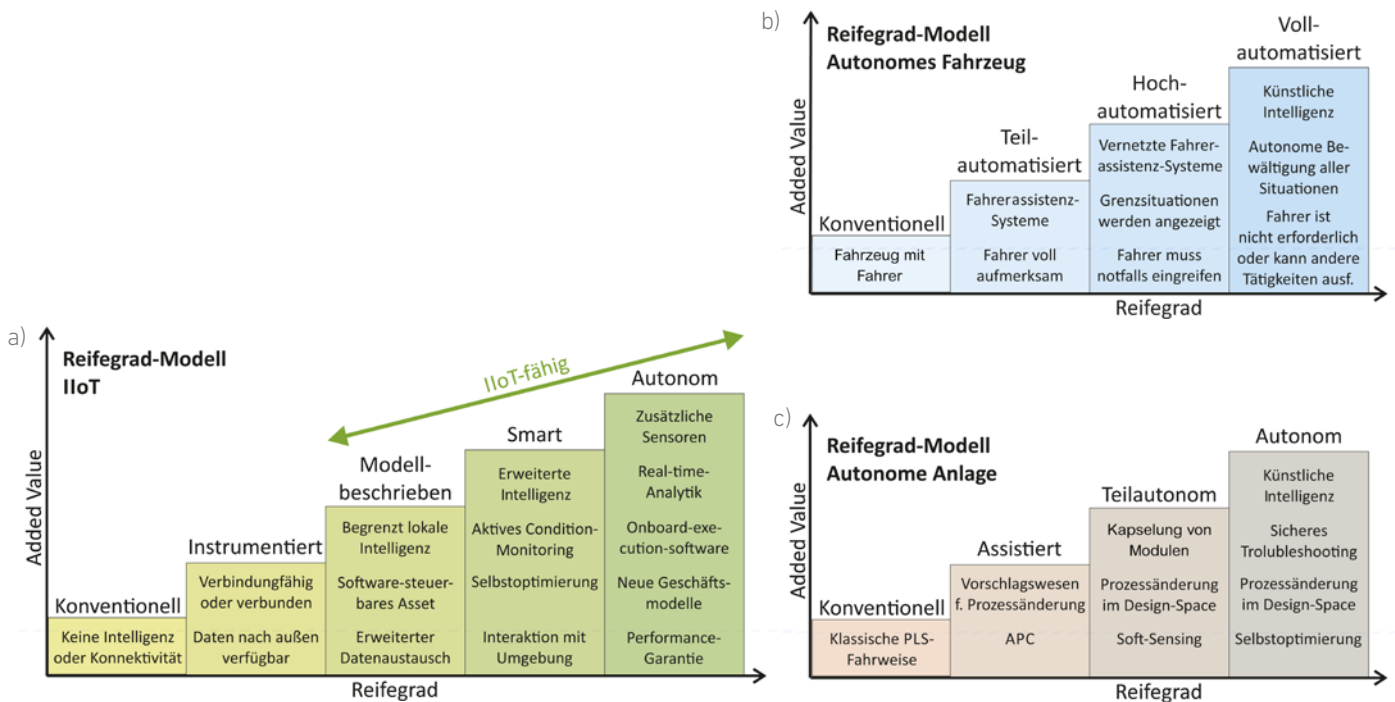 a)
Reifegrad-Modell
IIoT
Added Value
Reifegrad
IIoT-fähig
Konventionell
Keine Intelligenz
oder Konnektivität
Instrumentiert
Verbindungfähig
oder verbunden
Daten nach außen
verfügbar
Modell-
beschrieben
Begrenzt lokale
Intelligenz
Software-steuer-
bares Asset
Erweiterter
Datenaustausch
Smart
Erweiterte
Intelligenz
Aktives Condition-
Monitoring
Selbstoptimierung
Interaktion mit
Umgebung
Autonom
Zusätzliche
Sensoren
Real-time-
Analytik
Onboard-exe-
cution-software
Neue Geschäfts-
modelle
Performance-
Garantie
b)
Reifegrad-Modell
Autonomes Fahrzeug
Added Value
Reifegrad
Konventionell
Fahrzeug mit
Fahrer
Teil-
automatisiert
Fahrerassistenz-
Systeme
Fahrer voll
aufmerksam
Hoch-
automatisiert
Vernetzte Fahrer-
assistenz-Systeme
Grenzsituationen
werden angezeigt
Fahrer muss
notfalls eingreifen
Voll-
automatisiert
Künstliche
Intelligenz
Autonome Be-
wältigung aller
Situationen
Fahrer ist
nicht erforderlich
oder kann andere
Tätigkeiten ausf.
c)
Reifegrad-Modell
Autonome Anlage
Added Value
Reifegrad
Konventionell
Klassische PLS-
Fahrweise
Assistiert
Vorschlagswesen
f. Prozessänderung
APC
Teilautonom
Kapselung von
Modulen
Prozessänderung
im Design-Space
Soft-Sensing
Autonom
Künstliche
Intelligenz
Sicheres
Trolubleshooting
Prozessänderung
im Design-Space
Selbstoptimierung